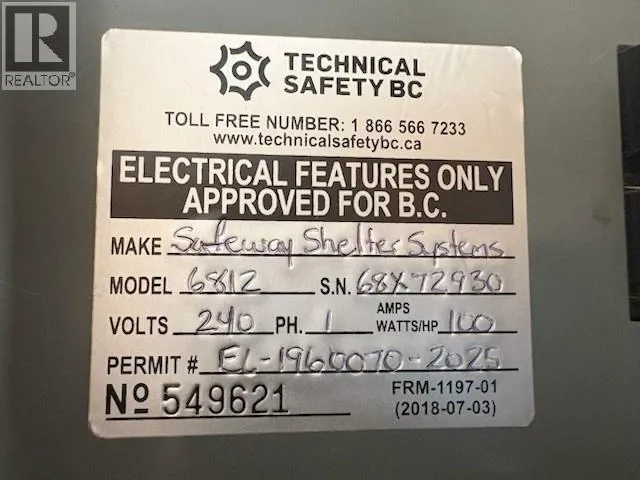 R
REALTOR®
TECHNICAL
SAFETY BC
TOLL FREE NUMBER: 1 866 566 7233
www.technicalsafetybc.ca
ELECTRICAL FEATURES ONLY
APPROVED FOR B.C.
MAKE Safeway Shelter Systems
MODEL 6812 S.N. 68X72930
VOLTS 240 PH. 1 AMPS WATTS/HP 100
PERMIT # EL-1960070-2025
Nº 549621 FRM-1197-01
(2018-07-03)